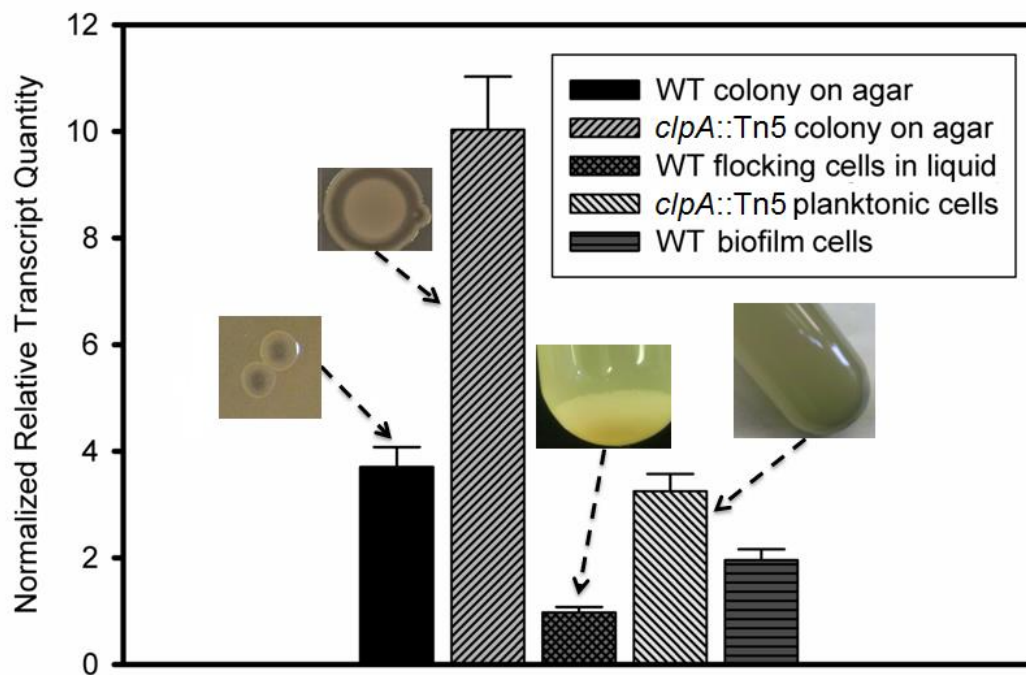 Normalized Relative Transcript Quantity
12
10
8
6
4
2
0
WT colony on agar
clpA::Tn5 colony on agar
WT flocking cells in liquid
clpA::Tn5 planktonic cells
WT biofilm cells